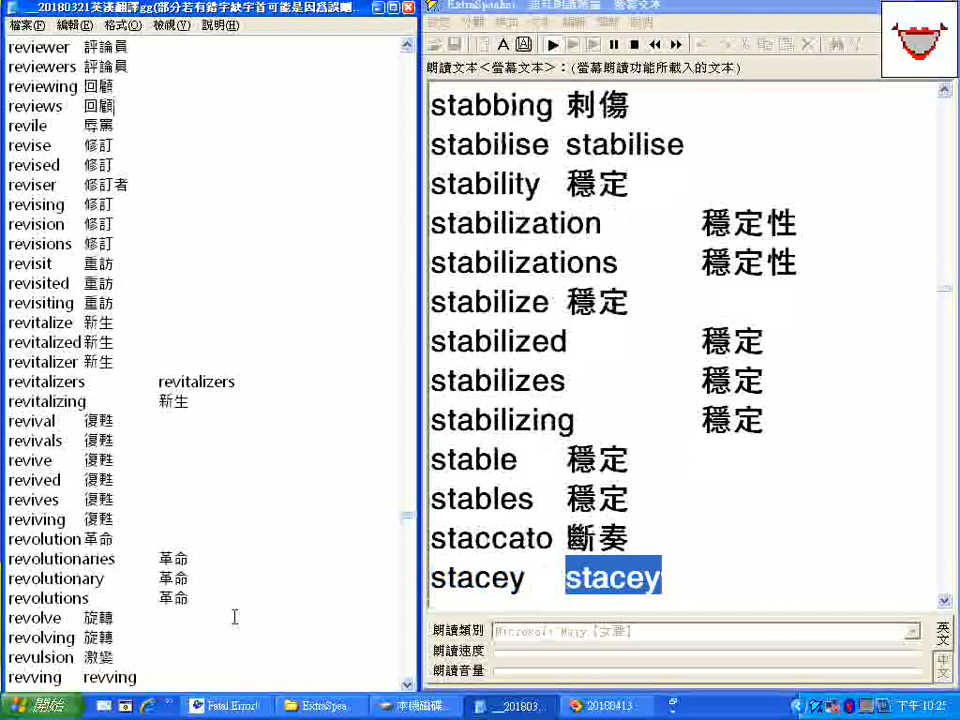 20180321英漢翻譯gg(部分若有錯字缺字首可能是因為誤刪...
檔案(F) 編輯(E) 格式(O) 檢視(V) 說明(H)
reviewer 評論員
reviewers 評論員
reviewing 回顧
reviews 回顧
revile 辱罵
revise 修訂
revised 修訂
reviser 修訂者
revising 修訂
revision 修訂
revisions 修訂
revisit 重訪
revisited 重訪
revisiting 重訪
revitalize 新生
revitalized 新生
revitalizer 新生
revitalizers revitalizers
revitalizing 新生
revival 復甦
revivals 復甦
revive 復甦
revived 復甦
revives 復甦
reviving 復甦
revolution 革命
revolutionaries 革命
revolutionary 革命
revolutions 革命
revolve 旋轉
revolving 旋轉
revulsion 激變
revving revving
朗讀文本<螢幕文本>：(螢幕朗讀功能所載入的文本)
stabbing 刺傷
stabilise stabilise
stability 穩定
stabilization 穩定性
stabilizations 穩定性
stabilize 穩定
stabilized 穩定
stabilizes 穩定
stabilizing 穩定
stable 穩定
stables 穩定
staccato 斷奏
stacey stacey
朗讀類別 Microsoft Mary [女聲]
朗讀速度
朗讀音量
英文
中文
開始 Fatal Error! ExtraSpea... 本機磁碟... __201803... 20180413... 下午 10:25